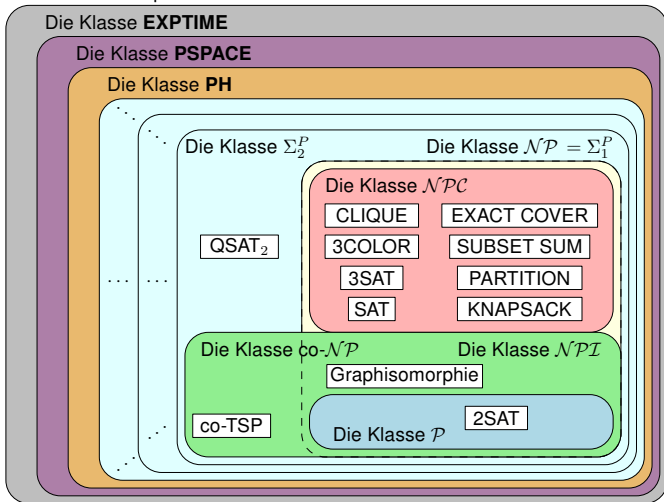 Die Klasse EXPTIME
Die Klasse PSPACE
Die Klasse PH
Die Klasse Σ₂ᴾ Die Klasse 𝒩𝒫 = Σ₁ᴾ
Die Klasse 𝒩𝒫𝒞
CLIQUE EXACT COVER
QSAT₂ 3COLOR SUBSET SUM
3SAT PARTITION
SAT KNAPSACK
Die Klasse co-𝒩𝒫 Die Klasse 𝒩𝒫ℐ
Graphisomorphie
co-TSP 2SAT
Die Klasse 𝒫